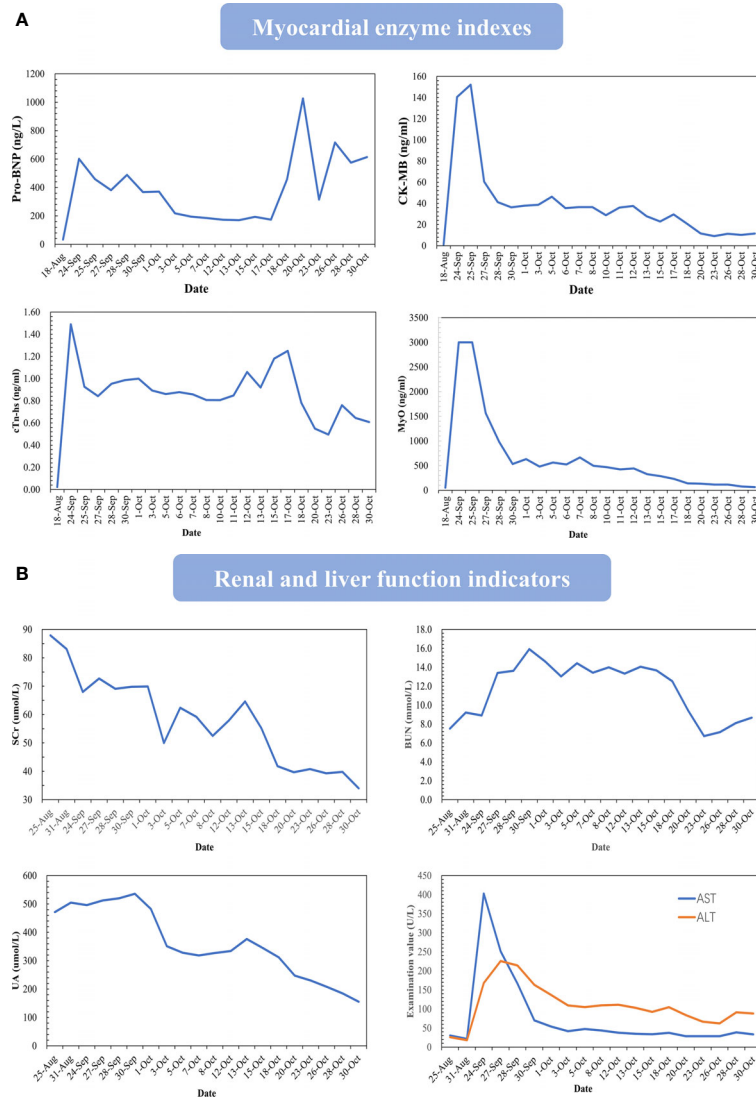 A
Myocardial enzyme indexes
Pro-BNP (ng/L)
1200
1000
800
600
400
200
0
18-Aug
24-Sep
25-Sep
27-Sep
28-Sep
30-Sep
1-Oct
3-Oct
5-Oct
7-Oct
12-Oct
13-Oct
15-Oct
17-Oct
18-Oct
20-Oct
23-Oct
26-Oct
28-Oct
30-Oct
Date
CK-MB (ng/ml)
160
140
120
100
80
60
40
20
0
18-Aug
24-Sep
25-Sep
27-Sep
28-Sep
30-Sep
1-Oct
3-Oct
5-Oct
6-Oct
7-Oct
8-Oct
10-Oct
11-Oct
12-Oct
13-Oct
15-Oct
17-Oct
18-Oct
20-Oct
23-Oct
26-Oct
28-Oct
30-Oct
Date
cTn-hs (ng/ml)
1.60
1.40
1.20
1.00
0.80
0.60
0.40
0.20
0.00
18-Aug
24-Sep
25-Sep
27-Sep
28-Sep
30-Sep
1-Oct
3-Oct
5-Oct
6-Oct
7-Oct
8-Oct
10-Oct
11-Oct
12-Oct
13-Oct
15-Oct
17-Oct
18-Oct
20-Oct
23-Oct
26-Oct
28-Oct
30-Oct
Date
MyO (ng/ml)
3500
3000
2500
2000
1500
1000
500
0
18-Aug
24-Sep
25-Sep
27-Sep
28-Sep
30-Sep
1-Oct
3-Oct
5-Oct
6-Oct
7-Oct
8-Oct
10-Oct
11-Oct
12-Oct
13-Oct
15-Oct
17-Oct
18-Oct
20-Oct
23-Oct
26-Oct
28-Oct
30-Oct
Date
B
Renal and liver function indicators
SCr (umol/L)
90
80
70
60
50
40
30
25-Aug
31-Aug
24-Sep
27-Sep
28-Sep
30-Sep
1-Oct
3-Oct
5-Oct
7-Oct
8-Oct
12-Oct
13-Oct
15-Oct
18-Oct
20-Oct
23-Oct
26-Oct
28-Oct
30-Oct
Date
BUN (mmol/L)
18.0
16.0
14.0
12.0
10.0
8.0
6.0
4.0
2.0
0.0
25-Aug
31-Aug
24-Sep
27-Sep
28-Sep
30-Sep
1-Oct
3-Oct
5-Oct
7-Oct
8-Oct
12-Oct
13-Oct
15-Oct
18-Oct
20-Oct
23-Oct
26-Oct
28-Oct
30-Oct
Date
UA (umol/L)
600
500
400
300
200
100
0
25-Aug
31-Aug
24-Sep
27-Sep
28-Sep
30-Sep
1-Oct
3-Oct
5-Oct
7-Oct
8-Oct
12-Oct
13-Oct
15-Oct
18-Oct
20-Oct
23-Oct
26-Oct
28-Oct
30-Oct
Date
Examination value (U/L)
450
400
350
300
250
200
150
100
50
0
AST
ALT
25-Aug
31-Aug
24-Sep
27-Sep
28-Sep
30-Sep
1-Oct
3-Oct
5-Oct
7-Oct
8-Oct
12-Oct
13-Oct
15-Oct
18-Oct
20-Oct
23-Oct
26-Oct
28-Oct
30-Oct
Date